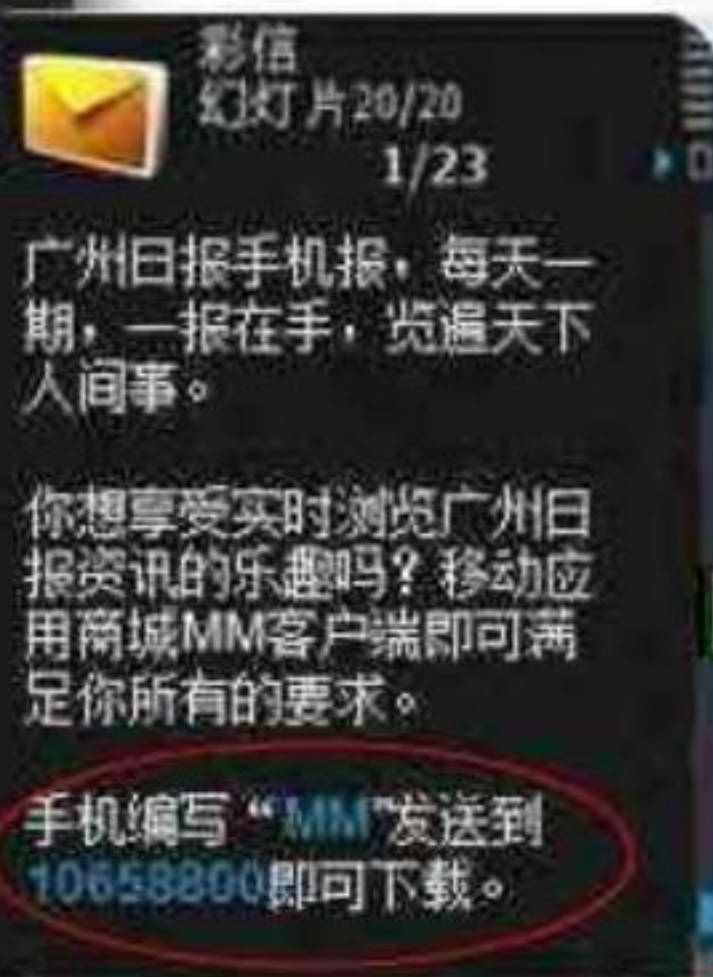 彩信
幻灯片20/20
1/23
广州日报手机报，每天一
期，一报在手，览遍天下
人间事。
你想享受实时浏览广州日
报资讯的乐趣吗？移动应
用商城MM客户端即可满
足你所有的要求。
手机编写“MM”发送到
10658800即可下载。